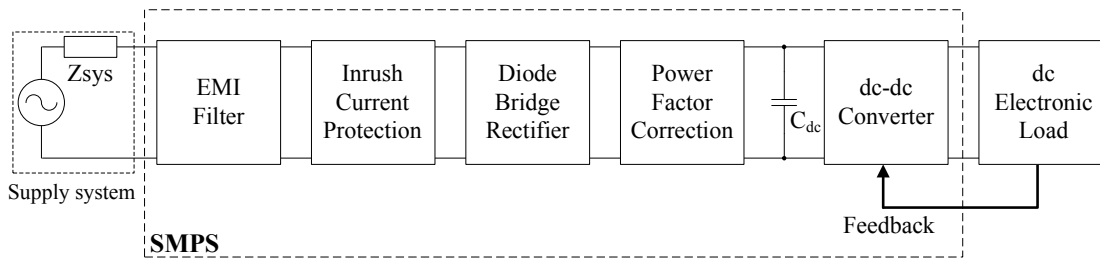 Zsys
Supply system
EMI
Filter
Inrush
Current
Protection
Diode
Bridge
Rectifier
Power
Factor
Correction
Cdc
dc-dc
Converter
dc
Electronic
Load
Feedback
SMPS